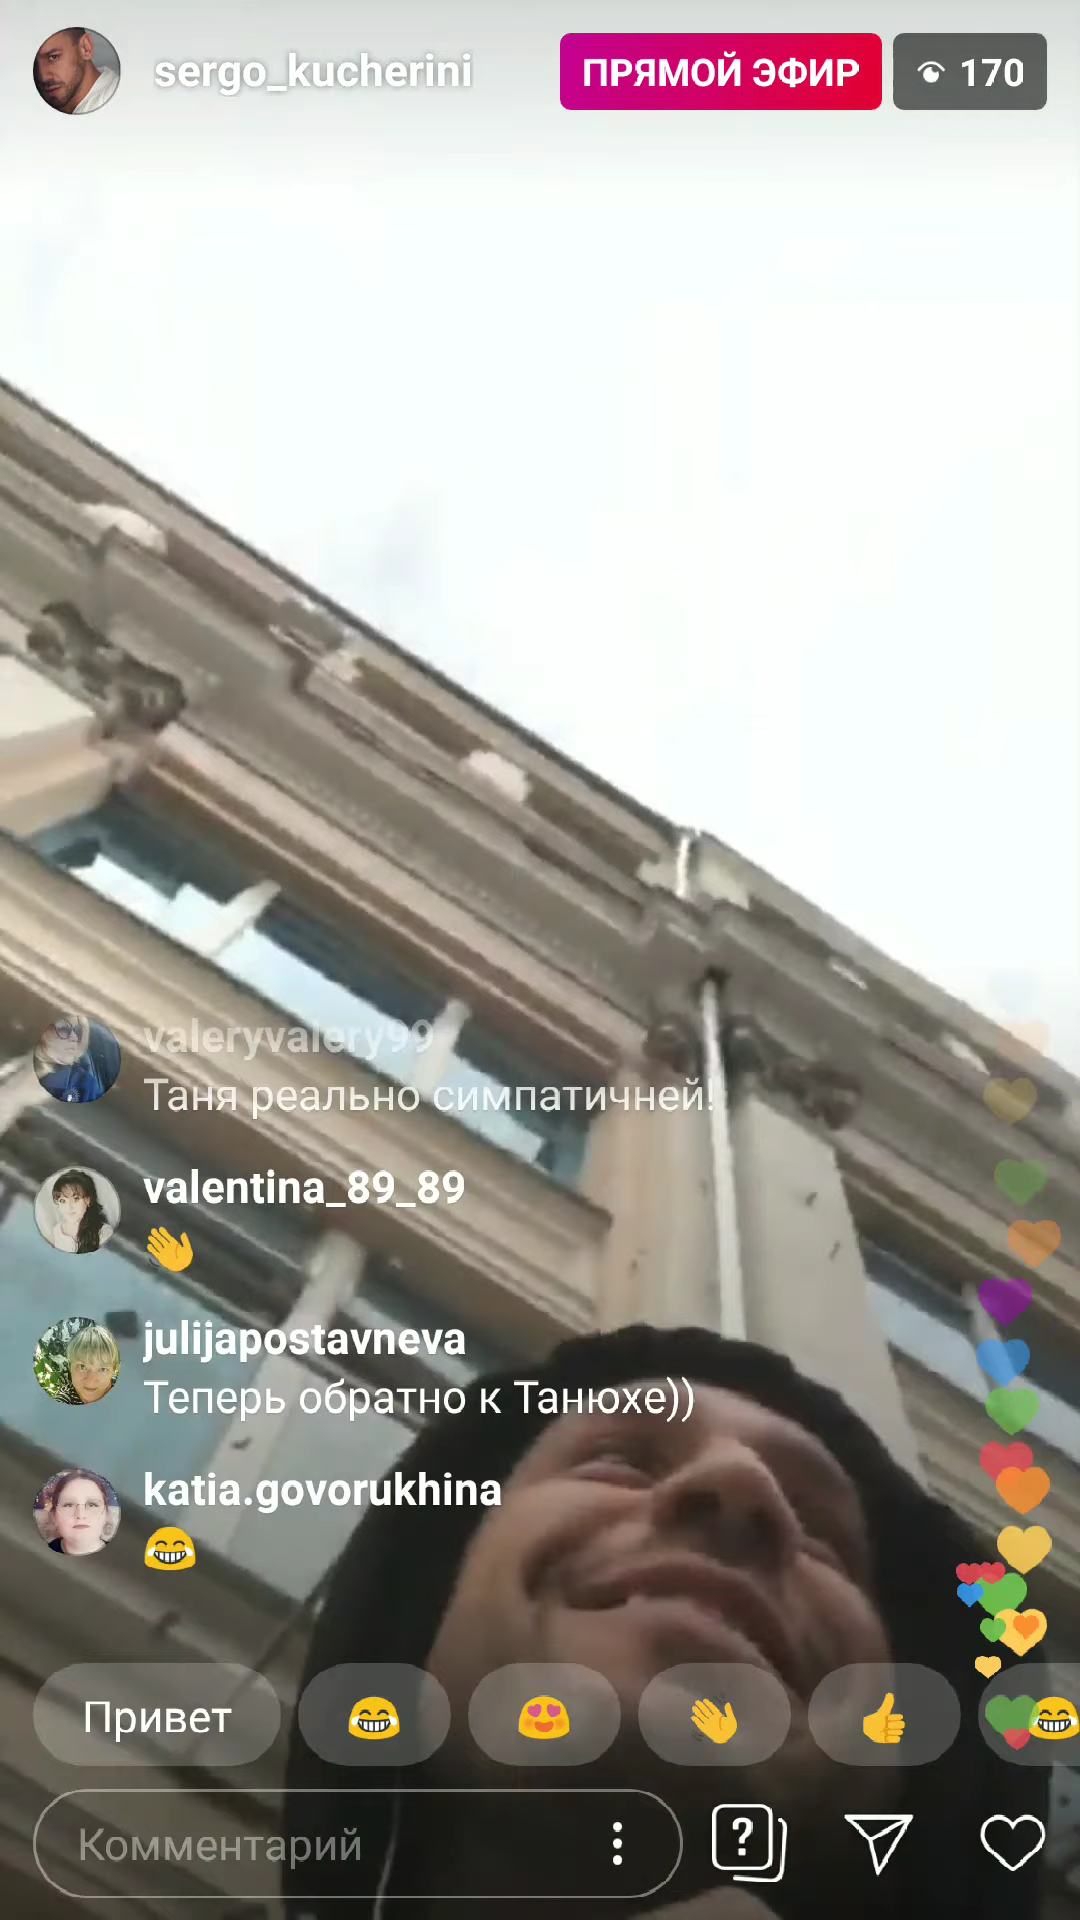 sergo_kucherini
ПРЯМОЙ ЭФИР
170
valeryvalery99
Таня реально симпатичней!
valentina_89_89
👋
julijapostavneva
Теперь обратно к Танюхе))
katia.govorukhina
😂
Привет 😂 😍 👋 👍 😂
Комментарий
?